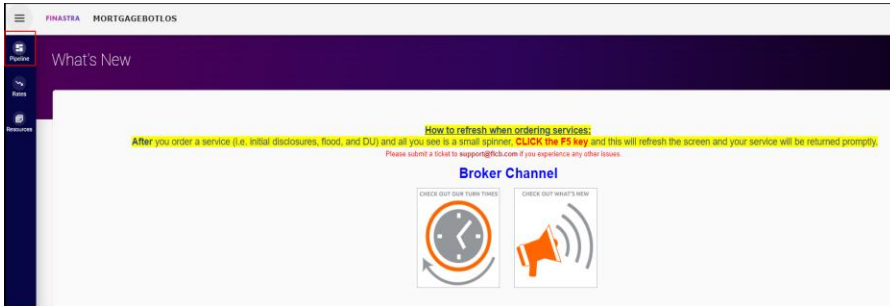 FINASTRA MORTGAGEBOTLOS
Pipeline
What's New
Rates
Resources
How to refresh when ordering services:
After you order a service (i.e. initial disclosures, flood, and DU) and all you see is a small spinner, CLICK the F5 key and this will refresh the screen and your service will be returned promptly.
Please submit a ticket to support@flcb.com if you experience any other issues.
Broker Channel
CHECK OUT OUR TURN TIMES
CHECK OUT WHAT'S NEW